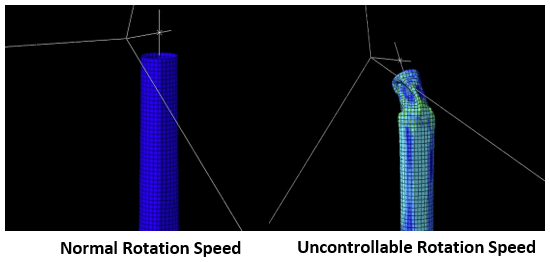 Normal Rotation Speed
Uncontrollable Rotation Speed